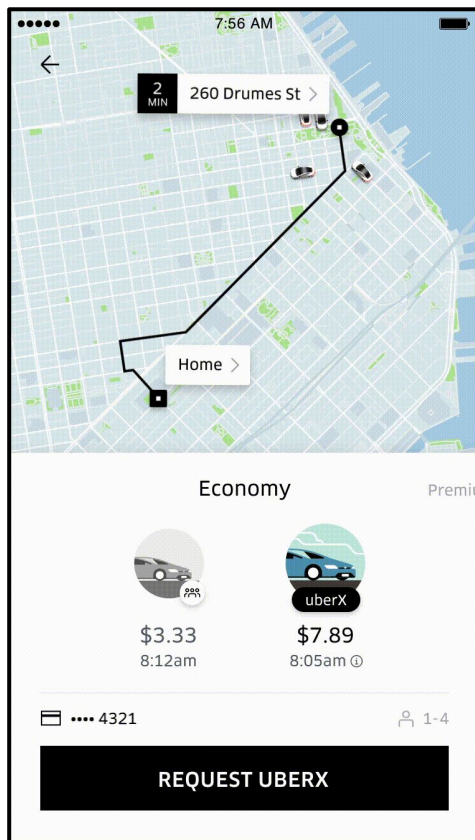 7:56 AM
2
MIN
260 Drumes St
Home
Economy
uberX
$3.33
$7.89
8:12am
8:05am
•••• 4321
1-4
REQUEST UBERX